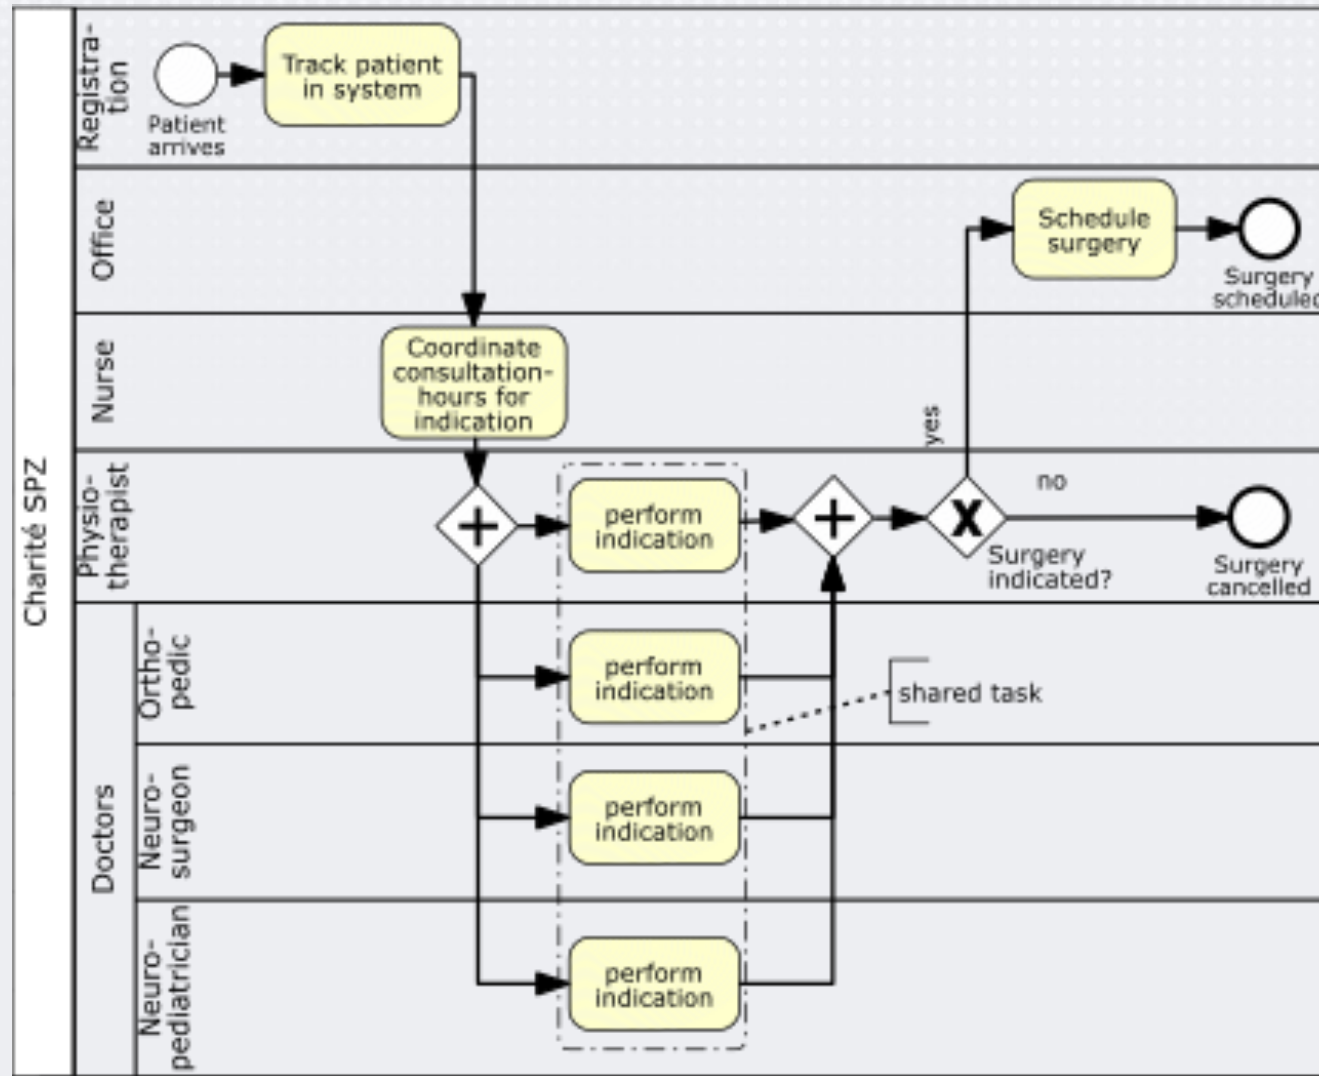 Charité SPZ
Registra-
tion
Patient
arrives
Track patient
in system
Office
Schedule
surgery
Surgery
scheduled
Nurse
Coordinate
consultation-
hours for
indication
yes
Physio-
therapist
perform
indication
Surgery
indicated?
no
Surgery
cancelled
Doctors
Ortho-
pedic
perform
indication
shared task
Neuro-
surgeon
perform
indication
Neuro-
pediatrician
perform
indication